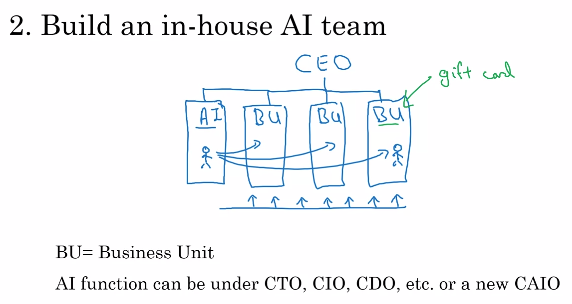 2. Build an in-house AI team
CEO
gift card
AI BU BU BU
BU= Business Unit
AI function can be under CTO, CIO, CDO, etc. or a new CAIO